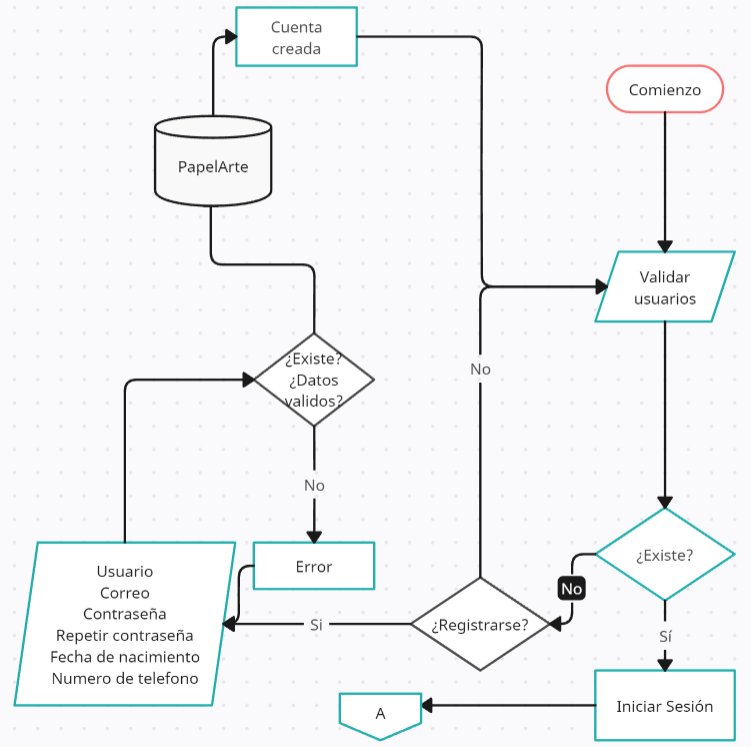 Cuenta
creada
Comienzo
PapelArte
Validar
usuarios
¿Existe?
¿Datos
validos?
No
No
¿Existe?
No
Sí
Error
Usuario
Correo
Contraseña
Repetir contraseña
Fecha de nacimiento
Numero de telefono
Si
¿Registrarse?
Iniciar Sesión
A